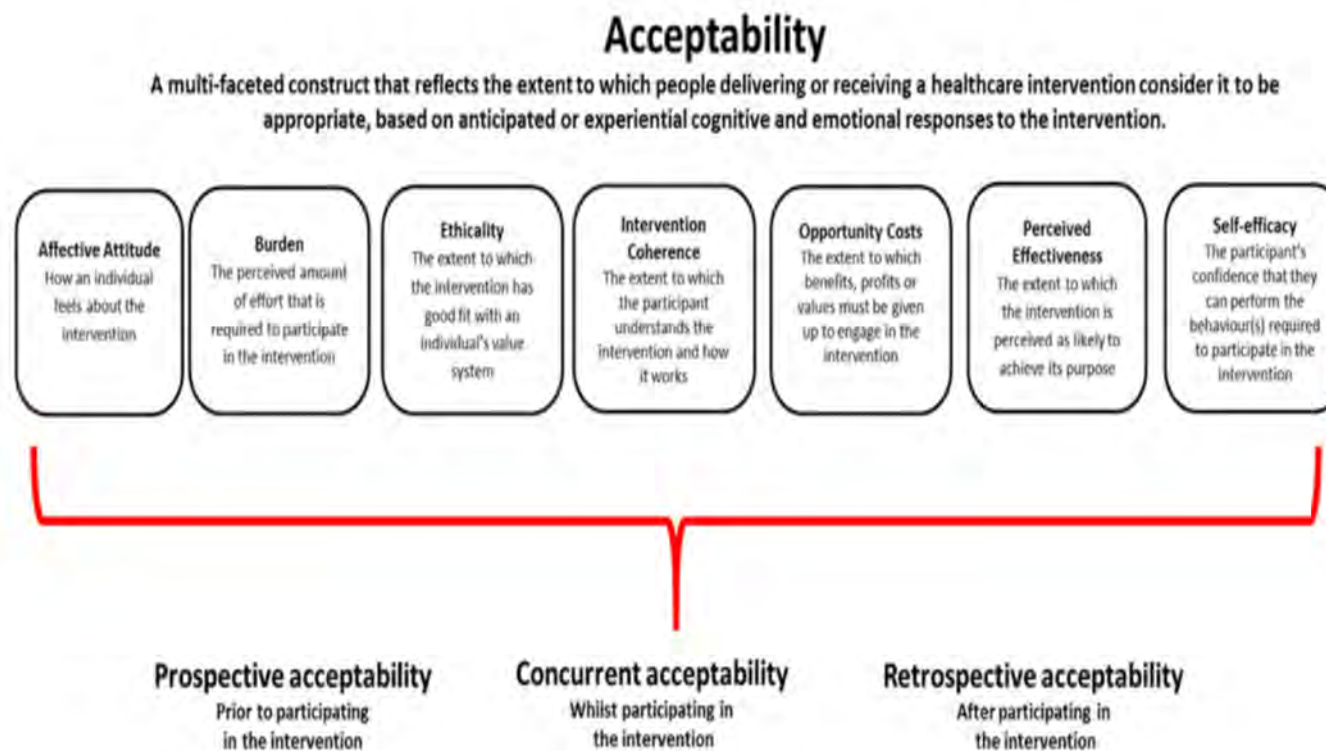 Acceptability
A multi-faceted construct that reflects the extent to which people delivering or receiving a healthcare intervention consider it to be
appropriate, based on anticipated or experiential cognitive and emotional responses to the intervention.
Affective Attitude
How an individual
feels about the
intervention
Burden
The perceived amount
of effort that is
required to participate
in the intervention
Ethicality
The extent to which
the intervention has
good fit with an
individual's value
system
Intervention
Coherence
The extent to which
the participant
understands the
intervention and how
it works
Opportunity Costs
The extent to which
benefits, profits or
values must be given
up to engage in the
intervention
Perceived
Effectiveness
The extent to which
the intervention is
perceived as likely to
achieve its purpose
Self-efficacy
The participant's
confidence that they
can perform the
behaviour(s) required
to participate in the
intervention
Prospective acceptability
Prior to participating
in the intervention
Concurrent acceptability
Whilst participating in
the intervention
Retrospective acceptability
After participating in
the intervention